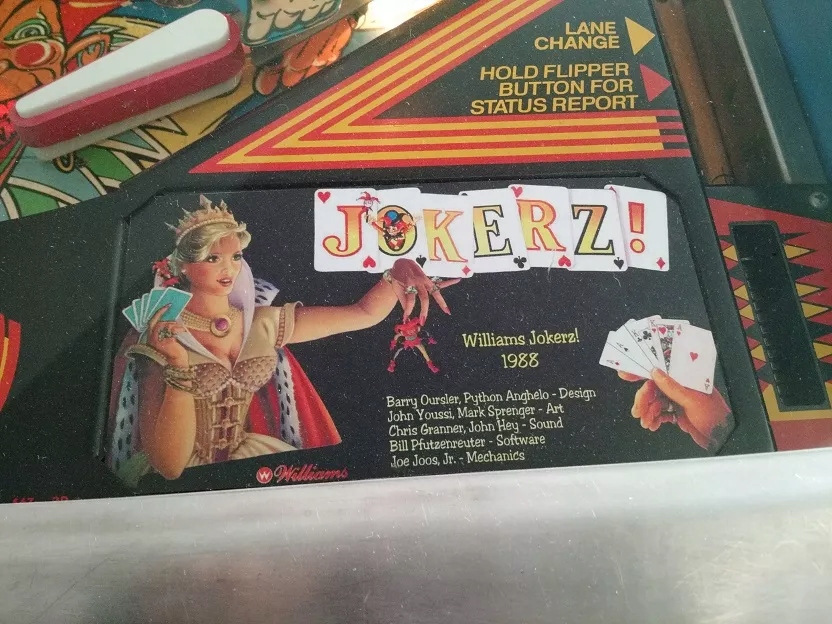 LANE
CHANGE
HOLD FLIPPER
BUTTON FOR
STATUS REPORT
JOKERZ!
Williams Jokerz!
1988
Barry Oursler, Python Anghelo - Design
John Youssi, Mark Sprenger - Art
Chris Granner, John Hey - Sound
Bill Pfutzenreuter - Software
Joe Joos, Jr. - Mechanics
W Williams